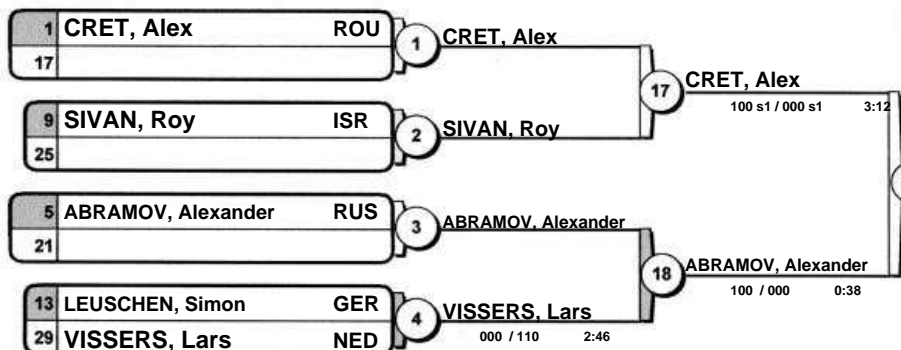 1 CRET, Alex ROU
17
1
CRET, Alex
9 SIVAN, Roy ISR
25
2
SIVAN, Roy
17
CRET, Alex
100 s1 / 000 s1 3:12
5 ABRAMOV, Alexander RUS
21
3
ABRAMOV, Alexander
13 LEUSCHEN, Simon GER
29 VISSERS, Lars NED
4
VISSERS, Lars
000 / 110 2:46
18
ABRAMOV, Alexander
100 / 000 0:38